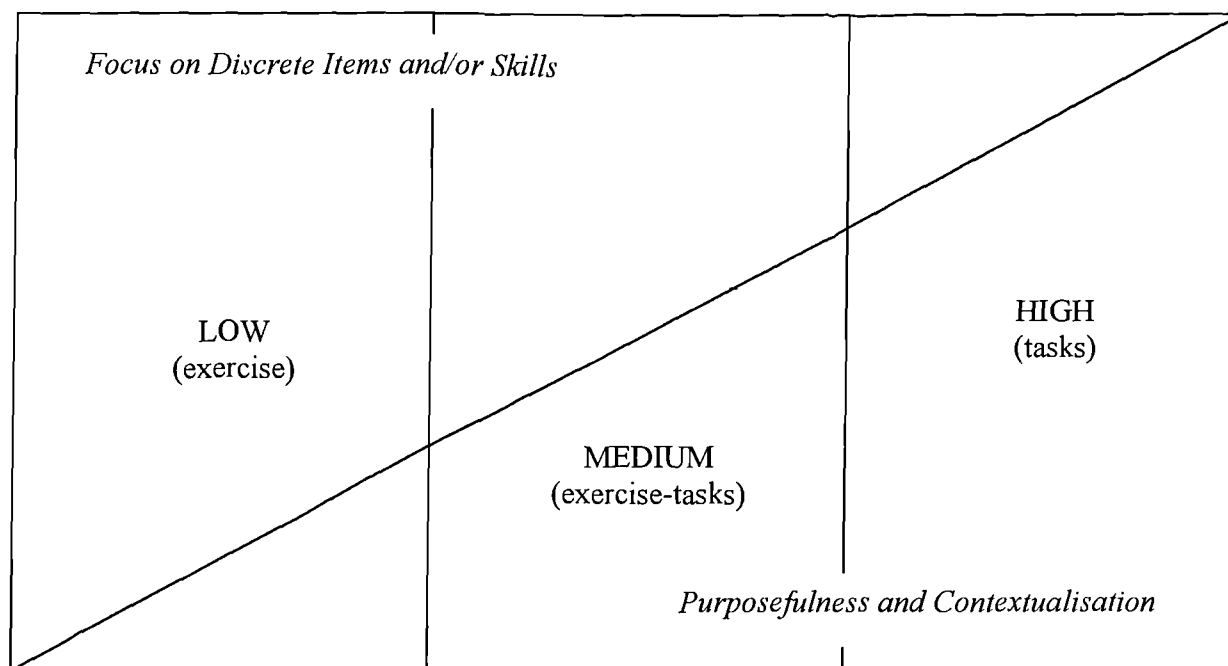 Focus on Discrete Items and/or Skills
LOW
(exercise)
HIGH
(tasks)
MEDIUM
(exercise-tasks)
Purposefulness and Contextualisation